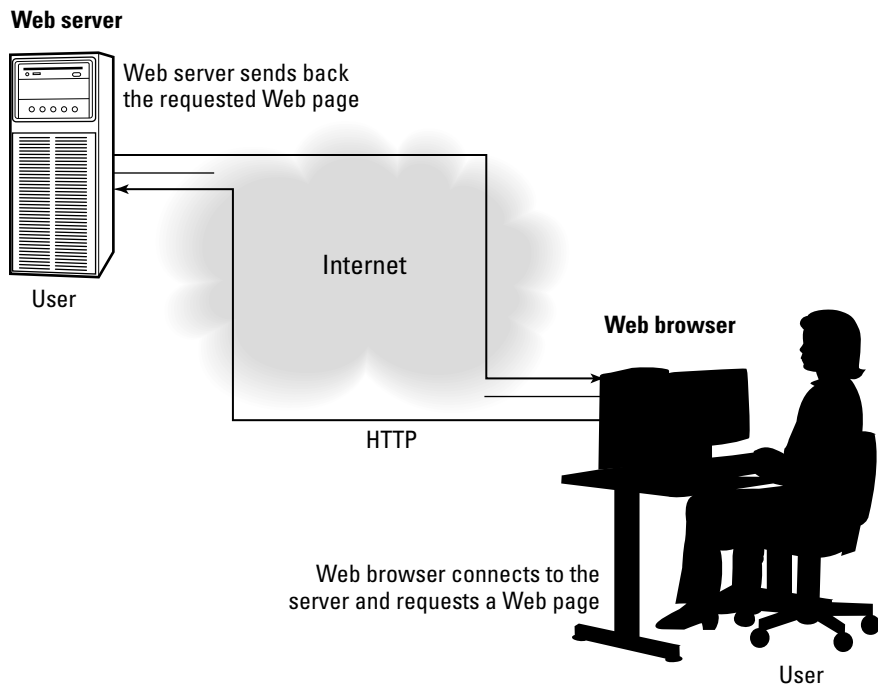 Web server
Web server sends back
the requested Web page
User
Internet
Web browser
HTTP
Web browser connects to the
server and requests a Web page
User